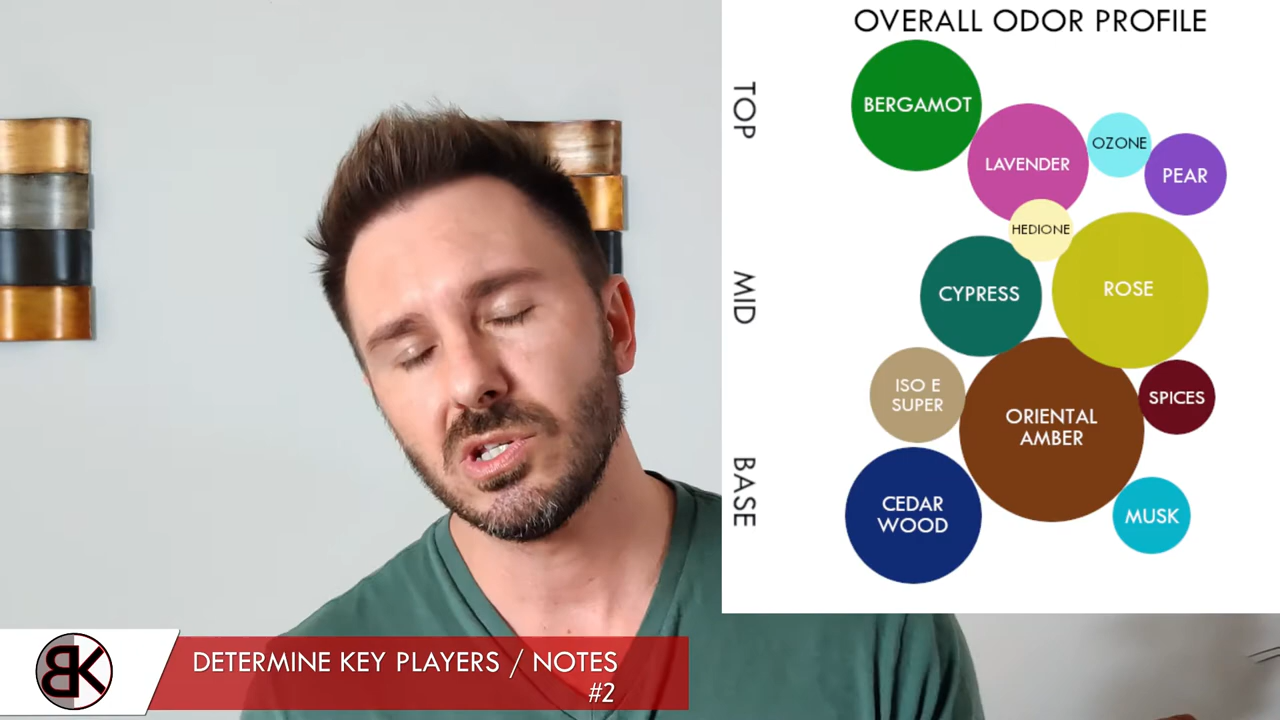 OVERALL ODOR PROFILE
TOP
BERGAMOT
LAVENDER
OZONE
PEAR
HEDIONE
MID
CYPRESS
ROSE
ISO E
SUPER
ORIENTAL
AMBER
SPICES
BASE
CEDAR
WOOD
MUSK
BK
DETERMINE KEY PLAYERS / NOTES
#2